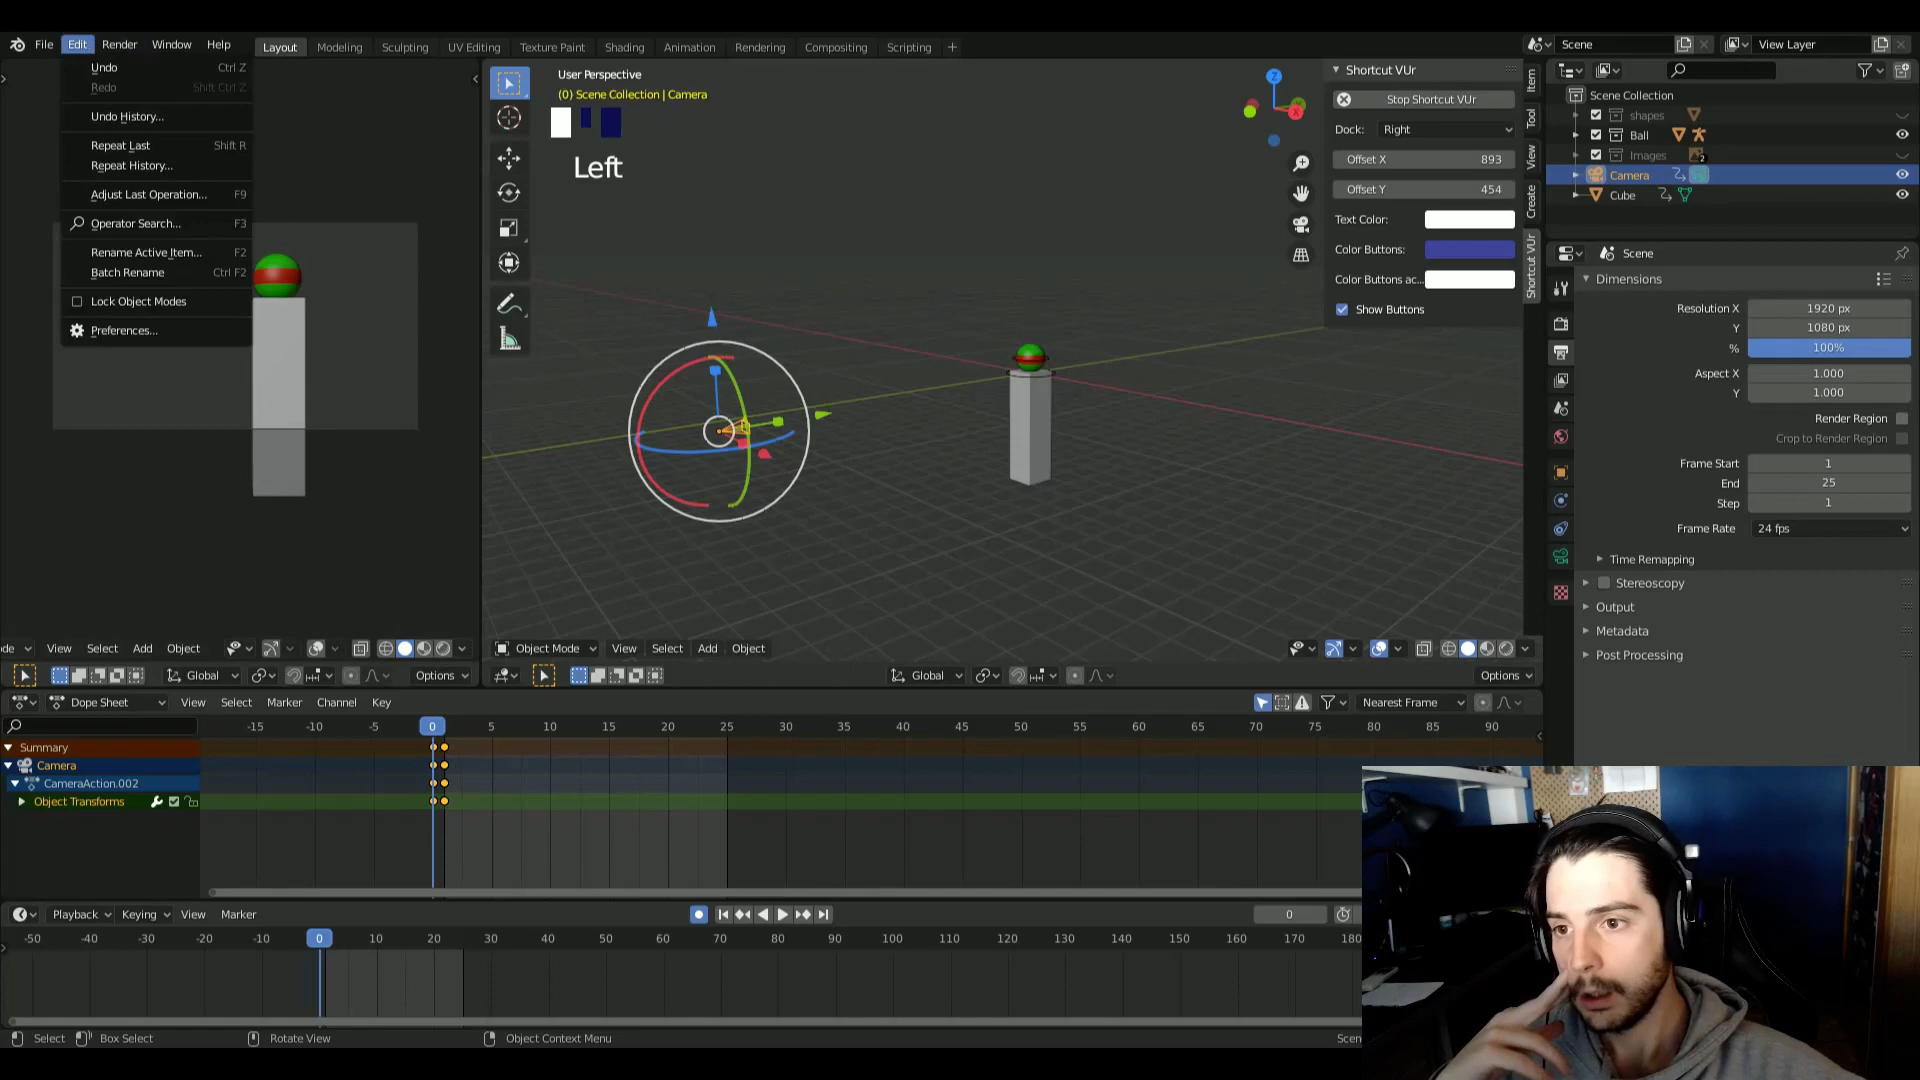 File Edit Render Window Help Layout Modeling Sculpting UV Editing Texture Paint Shading Animation Rendering Compositing Scripting + Scene View Layer
Undo Ctrl Z
Redo Shift Ctrl Z
Undo History...
Repeat Last Shift R
Repeat History...
Adjust Last Operation... F9
Operator Search... F3
Rename Active Item... F2
Batch Rename Ctrl F2
Lock Object Modes
Preferences...
User Perspective
(0) Scene Collection | Camera
Left
Z
X
Shortcut VUr
Stop Shortcut VUr
Dock: Right
Offset X 893
Offset Y 454
Text Color:
Color Buttons:
Color Buttons ac...
Show Buttons
Item
Tool
View
Create
Shortcut VUr
Scene Collection
shapes
Ball
Images 2
Camera
Cube
Scene
Dimensions
Resolution X 1920 px
Y 1080 px
% 100%
Aspect X 1.000
Y 1.000
Render Region
Crop to Render Region
Frame Start 1
End 25
Step 1
Frame Rate 24 fps
Time Remapping
Stereoscopy
Output
Metadata
Post Processing
de View Select Add Object
Object Mode View Select Add Object
Global Options
Global Options
Dope Sheet View Select Marker Channel Key Nearest Frame
-15 -10 -5 0 5 10 15 20 25 30 35 40 45 50 55 60 65 70 75 80 85 90
Summary
Camera
CameraAction.002
Object Transforms
Playback Keying View Marker 0
-50 -40 -30 -20 -10 0 10 20 30 40 50 60 70 80 90 100 110 120 130 140 150 160 170 180
Select Box Select Rotate View Object Context Menu Scen